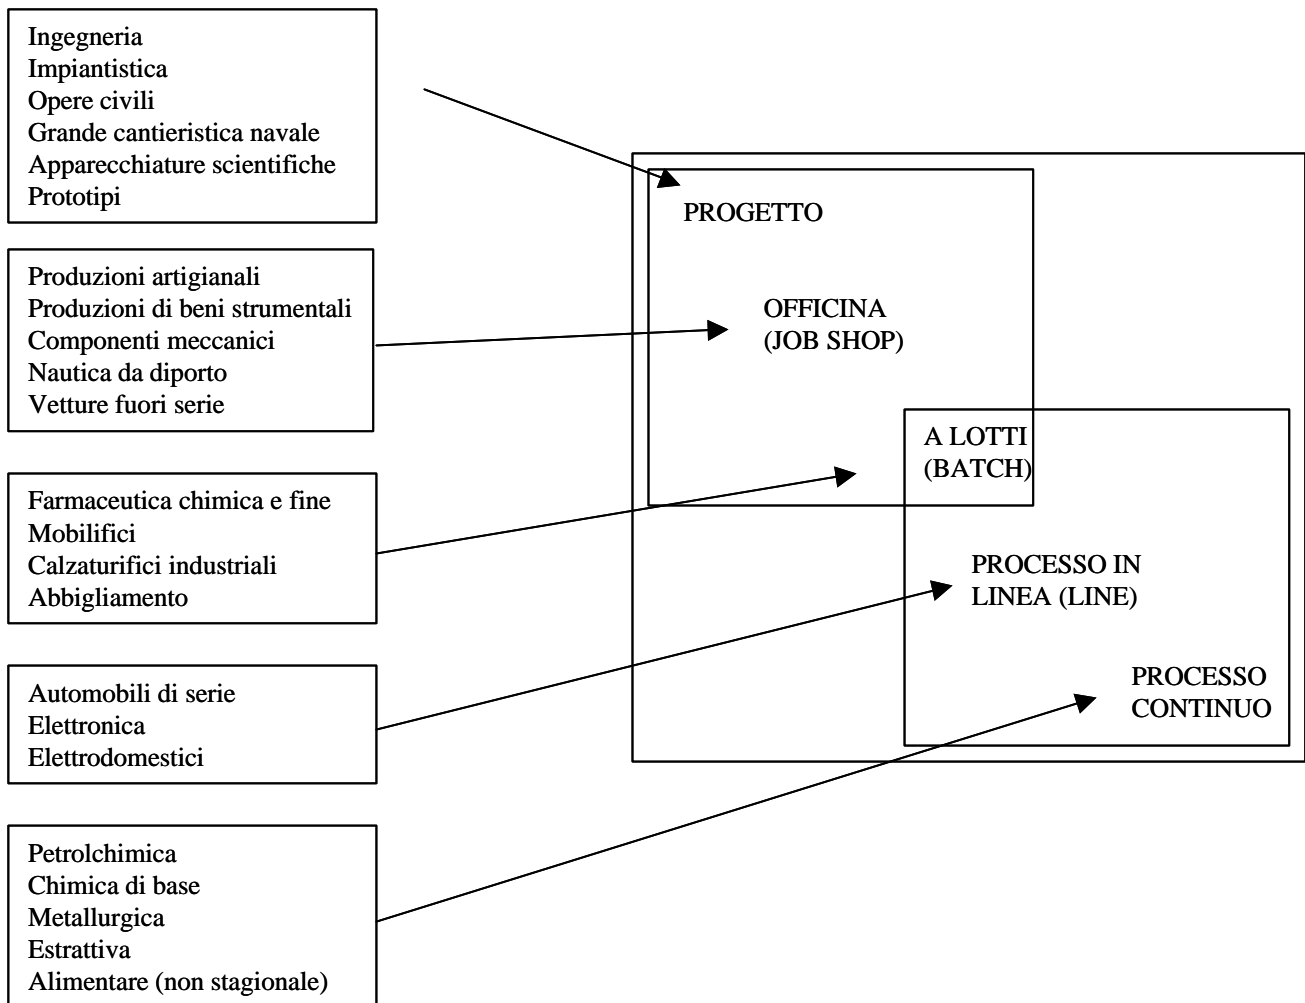 Ingegneria
Impiantistica
Opere civili
Grande cantieristica navale
Apparecchiature scientifiche
Prototipi
Produzioni artigianali
Produzioni di beni strumentali
Componenti meccanici
Nautica da diporto
Vetture fuori serie
Farmaceutica chimica e fine
Mobilifici
Calzaturifici industriali
Abbigliamento
Automobili di serie
Elettronica
Elettrodomestici
Petrolchimica
Chimica di base
Metallurgica
Estrattiva
Alimentare (non stagionale)
PROGETTO
OFFICINA
(JOB SHOP)
A LOTTI
(BATCH)
PROCESSO IN
LINEA (LINE)
PROCESSO
CONTINUO